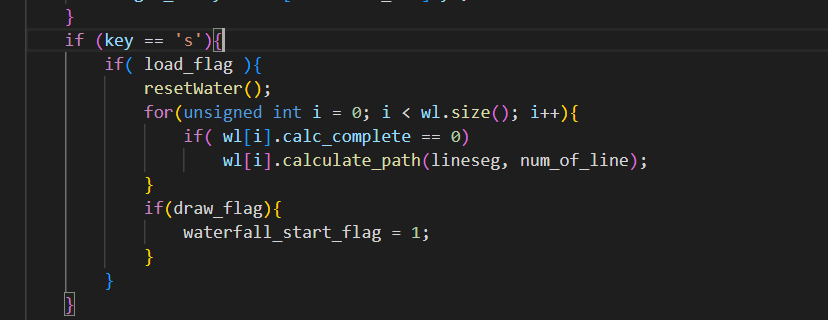 }
if (key == 's'){
if( load_flag ){
resetWater();
for(unsigned int i = 0; i < wl.size(); i++){
if( wl[i].calc_complete == 0)
wl[i].calculate_path(lineseg, num_of_line);
}
if(draw_flag){
waterfall_start_flag = 1;
}
}
}